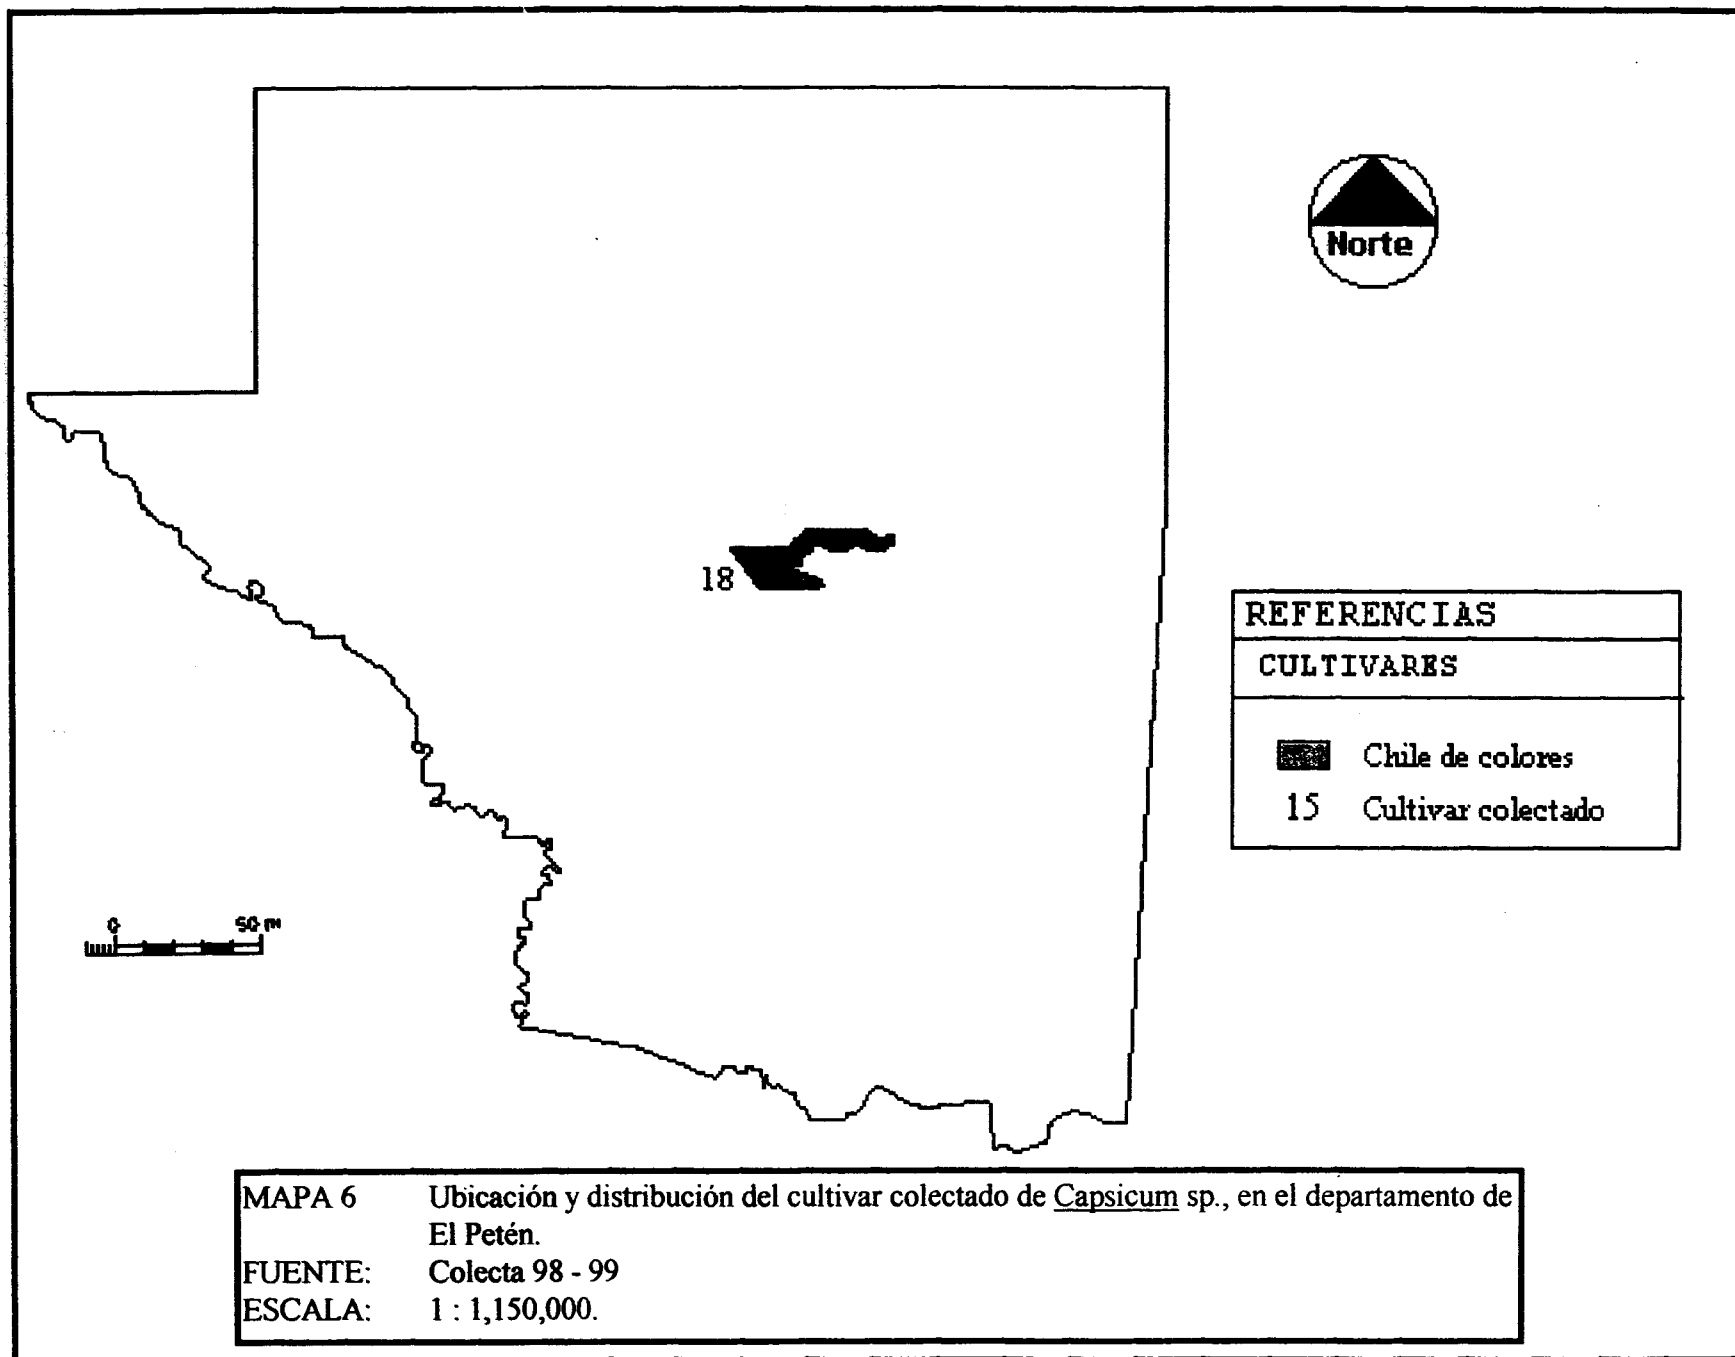 Norte
18
REFERENCIAS
CULTIVARES
Chile de colores
15 Cultivar colectado
0 50
MAPA 6 Ubicación y distribución del cultivar colectado de Capsicum sp., en el departamento de
El Petén.
FUENTE: Colecta 98 - 99
ESCALA: 1 : 1,150,000.